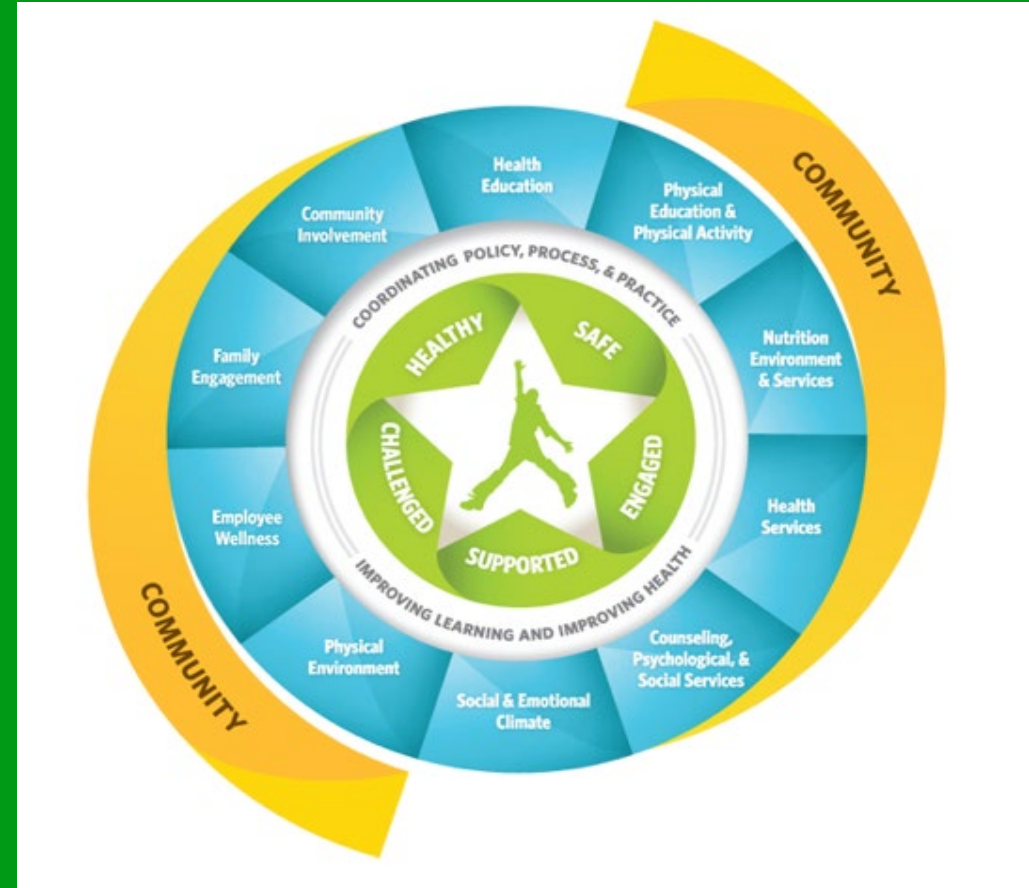 COMMUNITY
Health
Education
Physical
Education &
Physical Activity
Nutrition
Environment
& Services
Health
Services
Counseling,
Psychological, &
Social Services
Social & Emotional
Climate
Physical
Environment
Employee
Wellness
Family
Engagement
Community
Involvement
COORDINATING POLICY, PROCESS, & PRACTICE
IMPROVING LEARNING AND IMPROVING HEALTH
HEALTHY
SAFE
ENGAGED
SUPPORTED
CHALLENGED
COMMUNITY